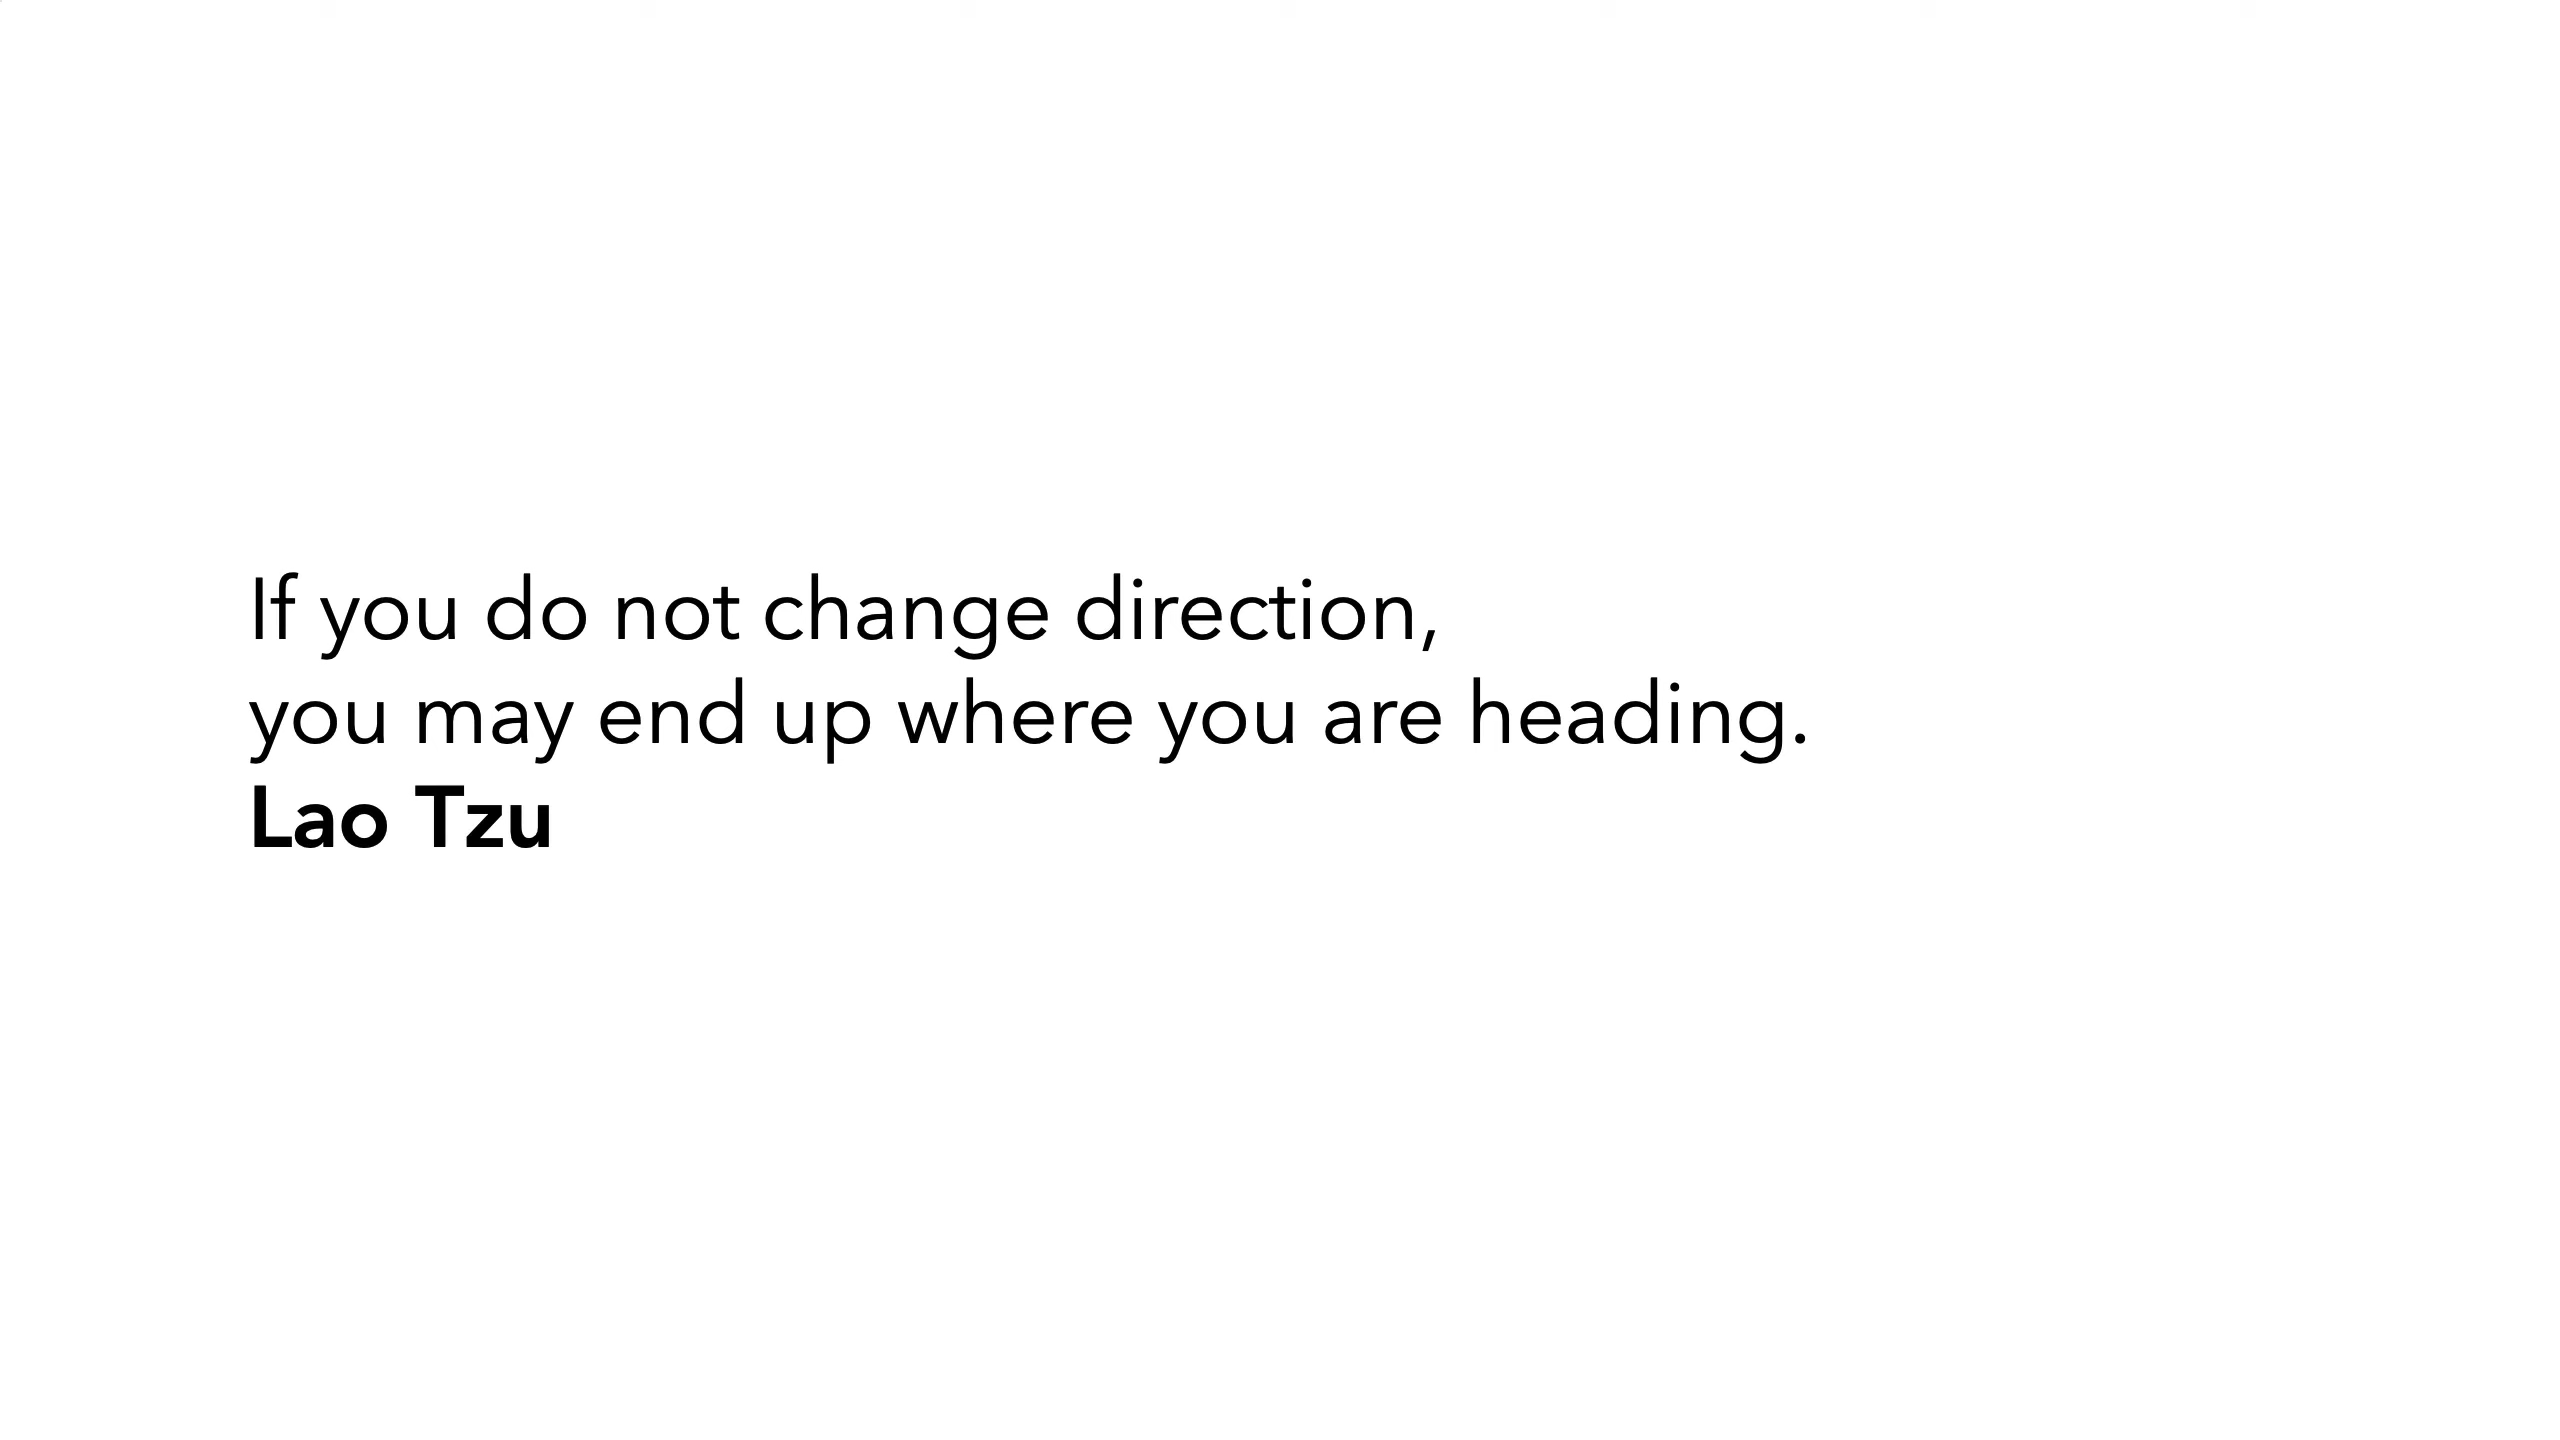 If you do not change direction,
you may end up where you are heading.
Lao Tzu